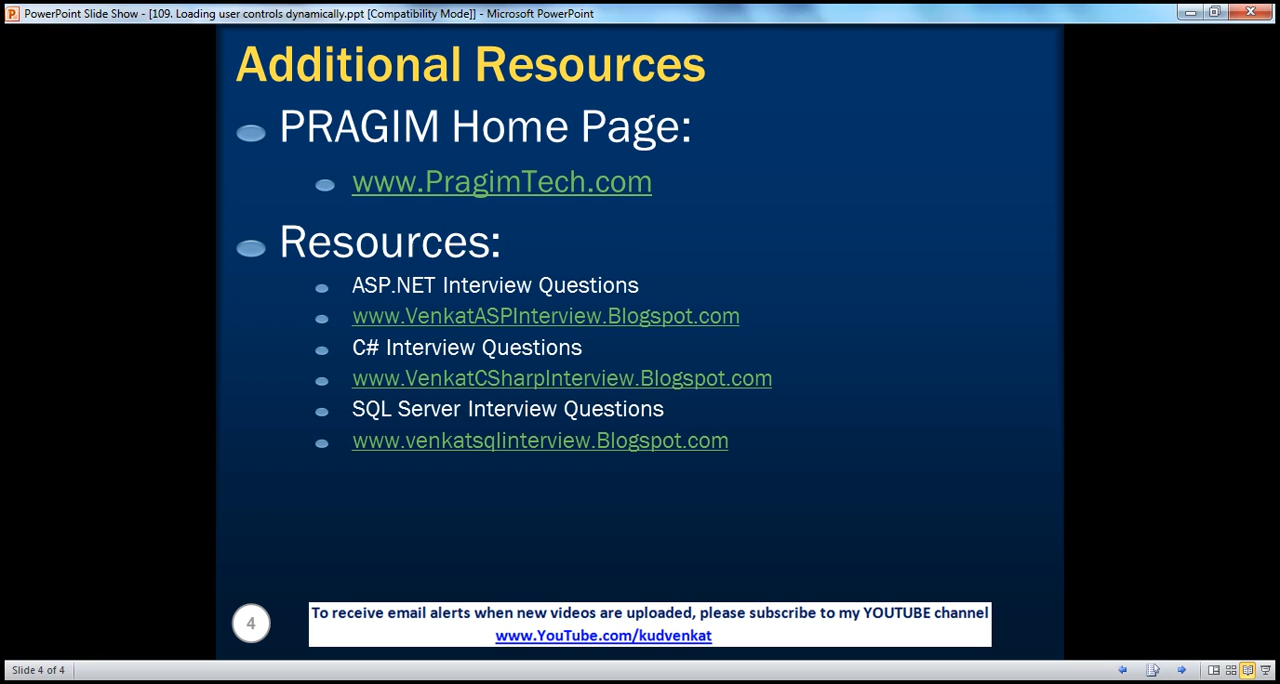 PowerPoint Slide Show - [109. Loading user controls dynamically.ppt [Compatibility Mode]] - Microsoft PowerPoint
Additional Resources
PRAGIM Home Page:
www.PragimTech.com
Resources:
ASP.NET Interview Questions
www.VenkatASPInterview.Blogspot.com
C# Interview Questions
www.VenkatCSharpInterview.Blogspot.com
SQL Server Interview Questions
www.venkatsqlinterview.Blogspot.com
4
To receive email alerts when new videos are uploaded, please subscribe to my YOUTUBE channel
www.YouTube.com/kudvenkat
Slide 4 of 4